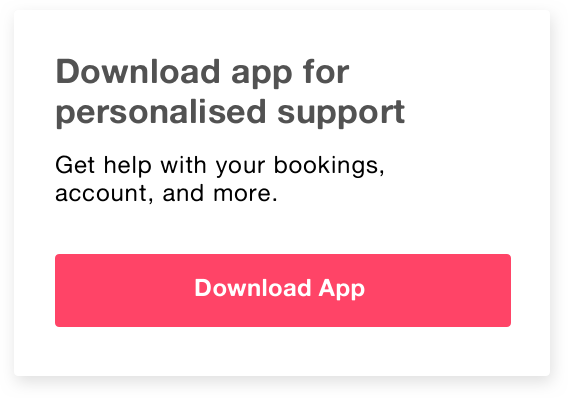 Download app for
personalised support
Get help with your bookings,
account, and more.
Download App